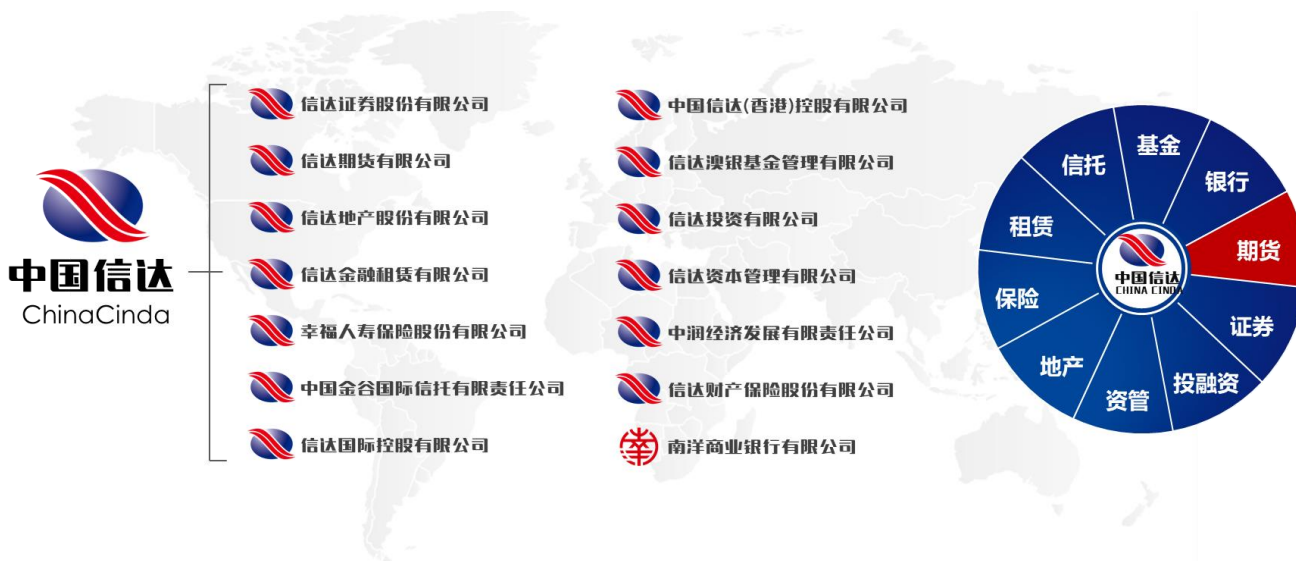 中国信达
ChinaCinda
信达证券股份有限公司
信达期货有限公司
信达地产股份有限公司
信达金融租赁有限公司
幸福人寿保险股份有限公司
中国金谷国际信托有限责任公司
信达国际控股有限公司
中国信达(香港)控股有限公司
信达澳银基金管理有限公司
信达投资有限公司
信达资本管理有限公司
中润经济发展有限责任公司
信达财产保险股份有限公司
南洋商业银行有限公司
基金
银行
期货
证券
投融资
资管
地产
保险
租赁
信托
中国信达
CHINA CINDA